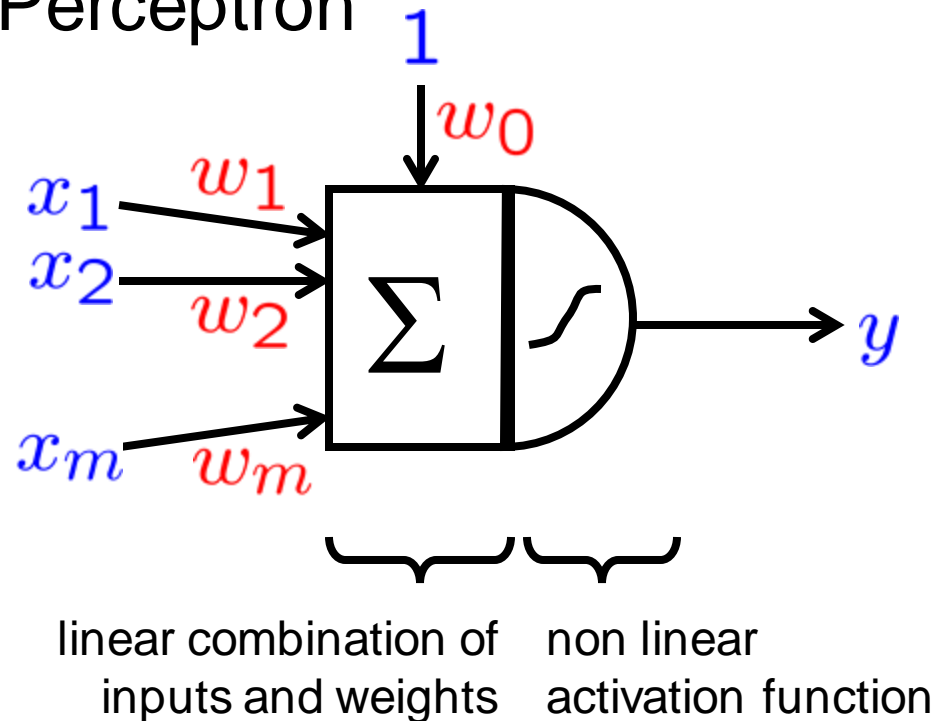 Perceptron
1
w0
x1 w1
x2
w2
Σ
y
xm
wm
linear combination of
inputs and weights
non linear
activation function